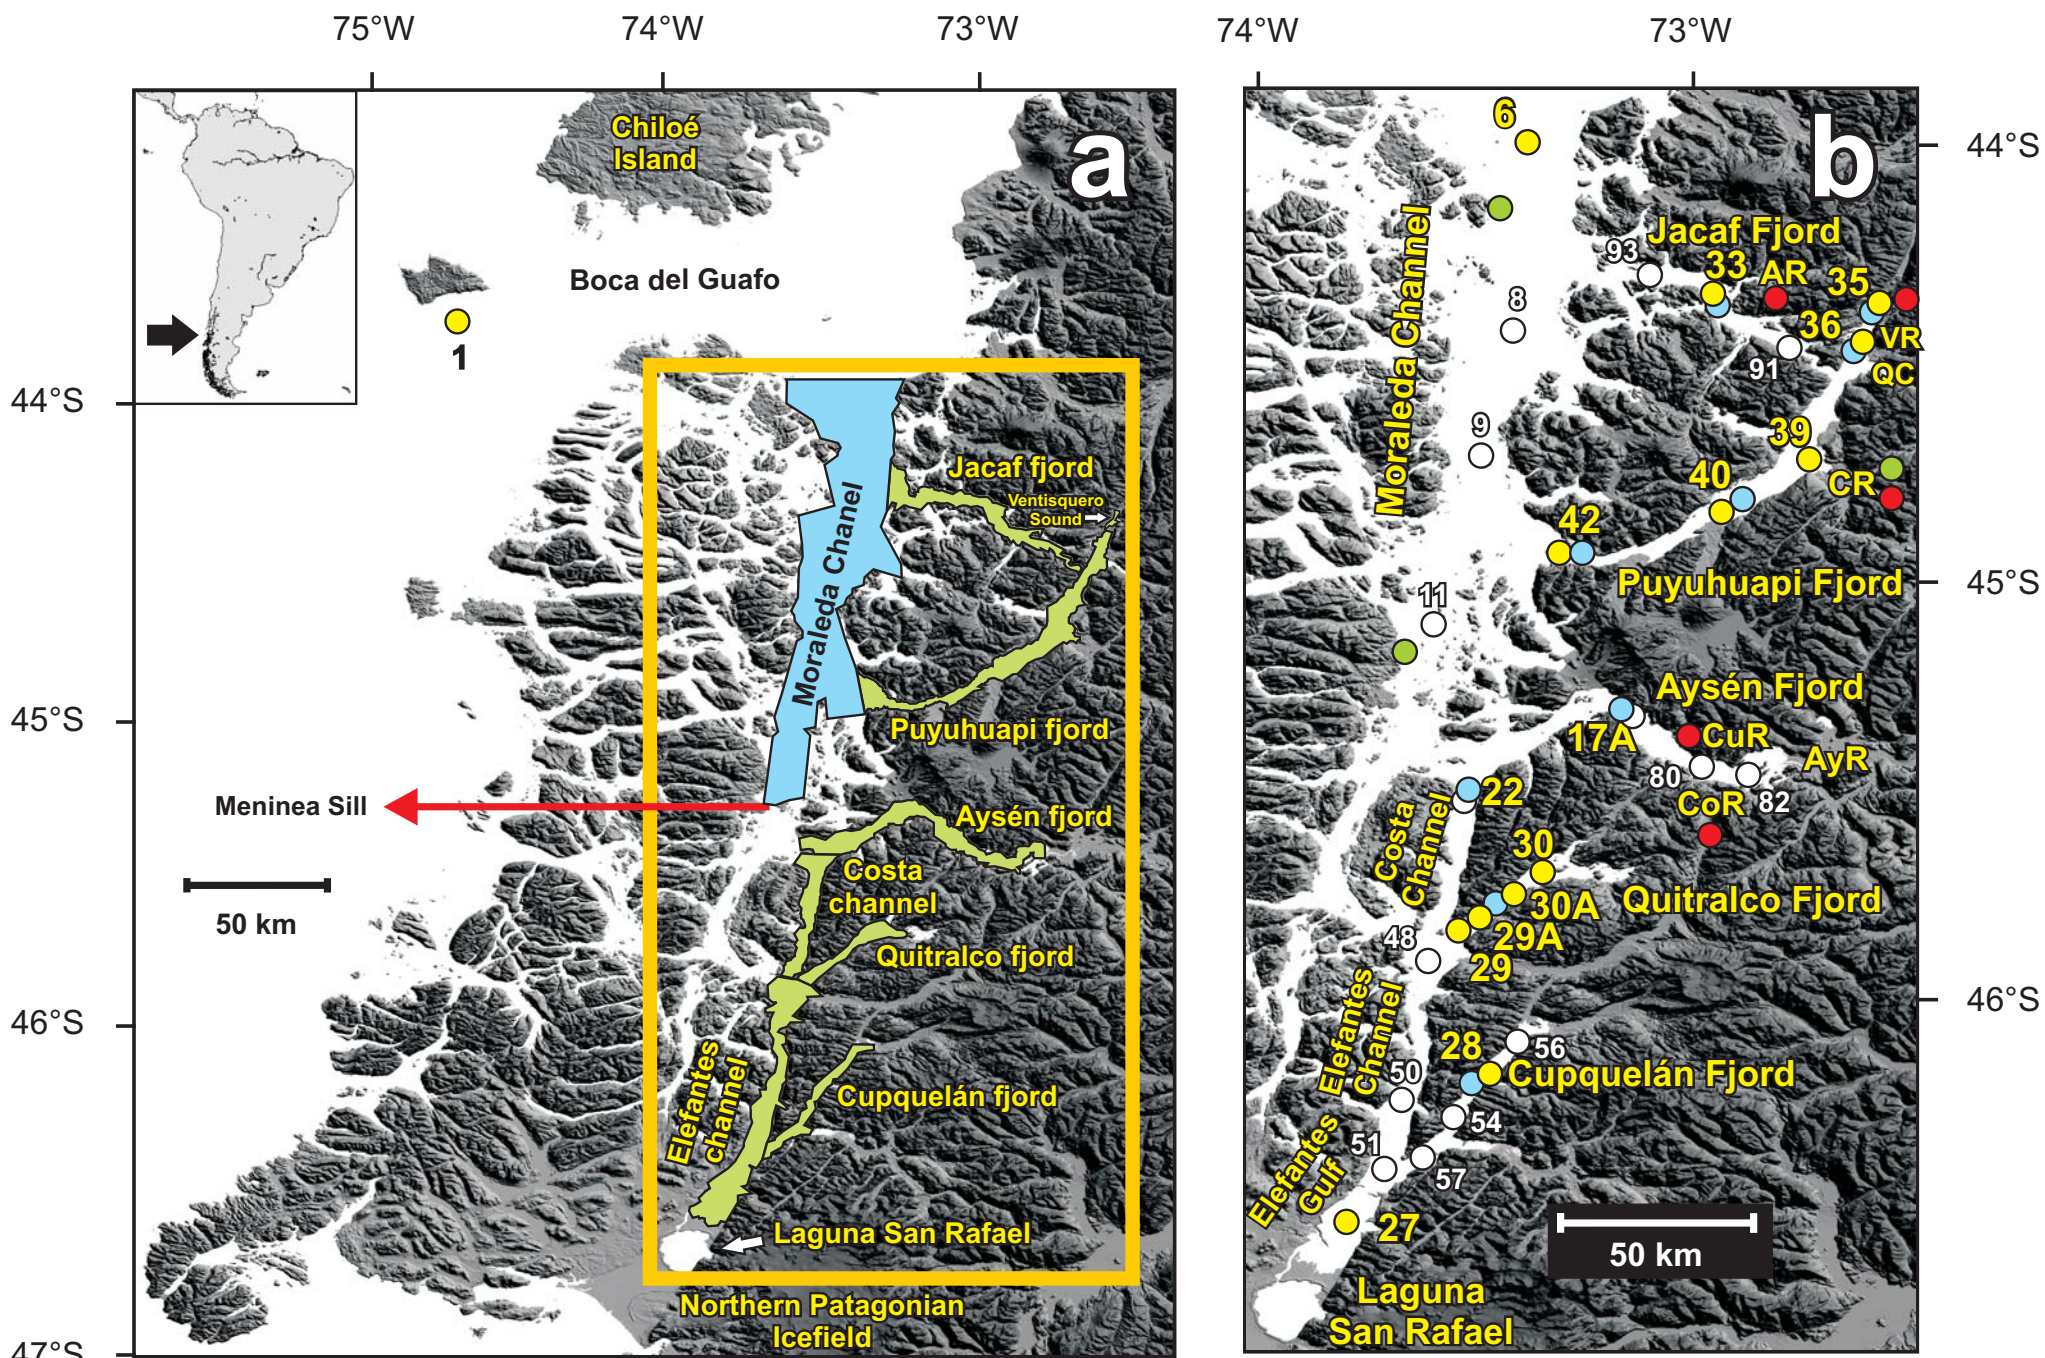 75°W
74°W
73°W
74°W
73°W
a
b
Chiloé
Island
Boca del Guafo
1
44°S
45°S
46°S
47°S
Jacaf fjord
Ventisquero
Sound
Moraleda Chanel
Puyuhuapi fjord
Meninea Sill
Aysén fjord
Costa
channel
50 km
Quitralco fjord
Elefantes
channel
Cupquelán fjord
Laguna San Rafael
Northern Patagonian
Icefield
6
44°S
Moraleda Channel
Jacaf Fjord
93
33
AR
35
8
36
VR
91
QC
9
39
40
CR
42
45°S
Puyuhuapi Fjord
11
Aysén Fjord
17A
CuR
AyR
80
82
22
CoR
Costa
Channel
30
30A
Quitralco Fjord
29A
48
29
46°S
Elefantes
Channel
28
56
50
Cupquelán Fjord
54
51
57
Elefantes
Gulf
27
50 km
Laguna
San Rafael